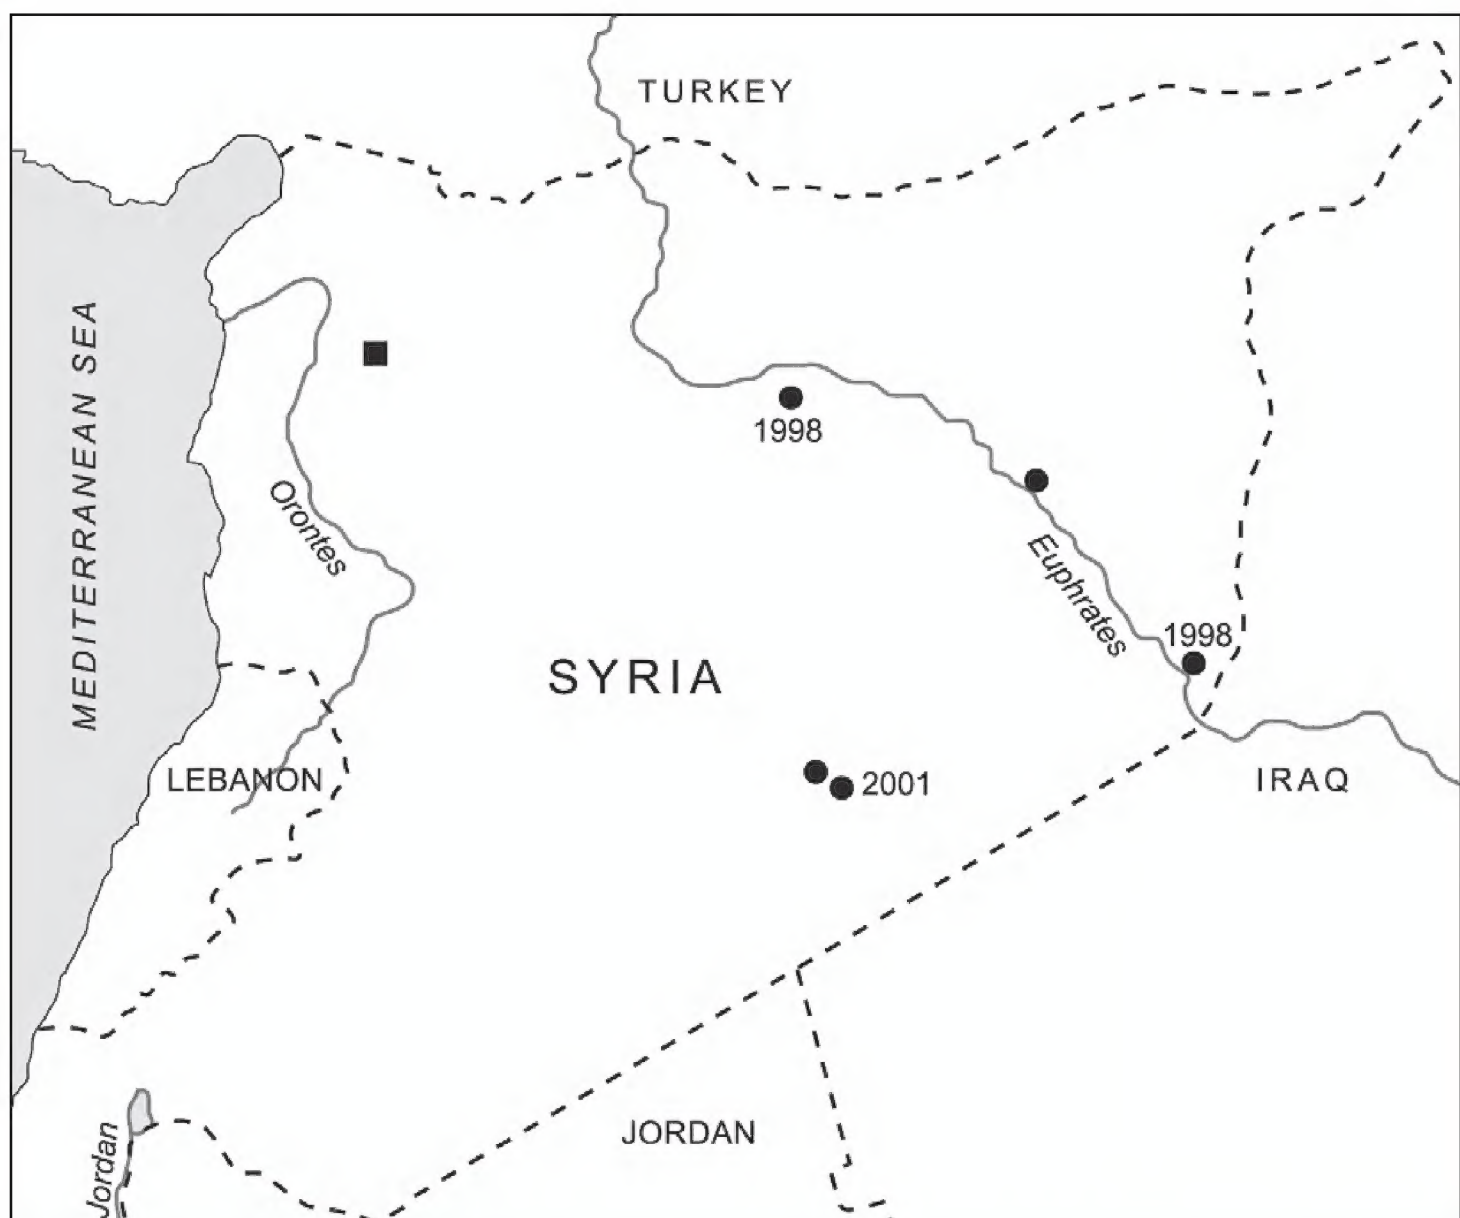 TURKEY
MEDITERRANEAN SEA
1998
Orontes
Euphrates
1998
SYRIA
LEBANON
2001
IRAQ
JORDAN
Jordan